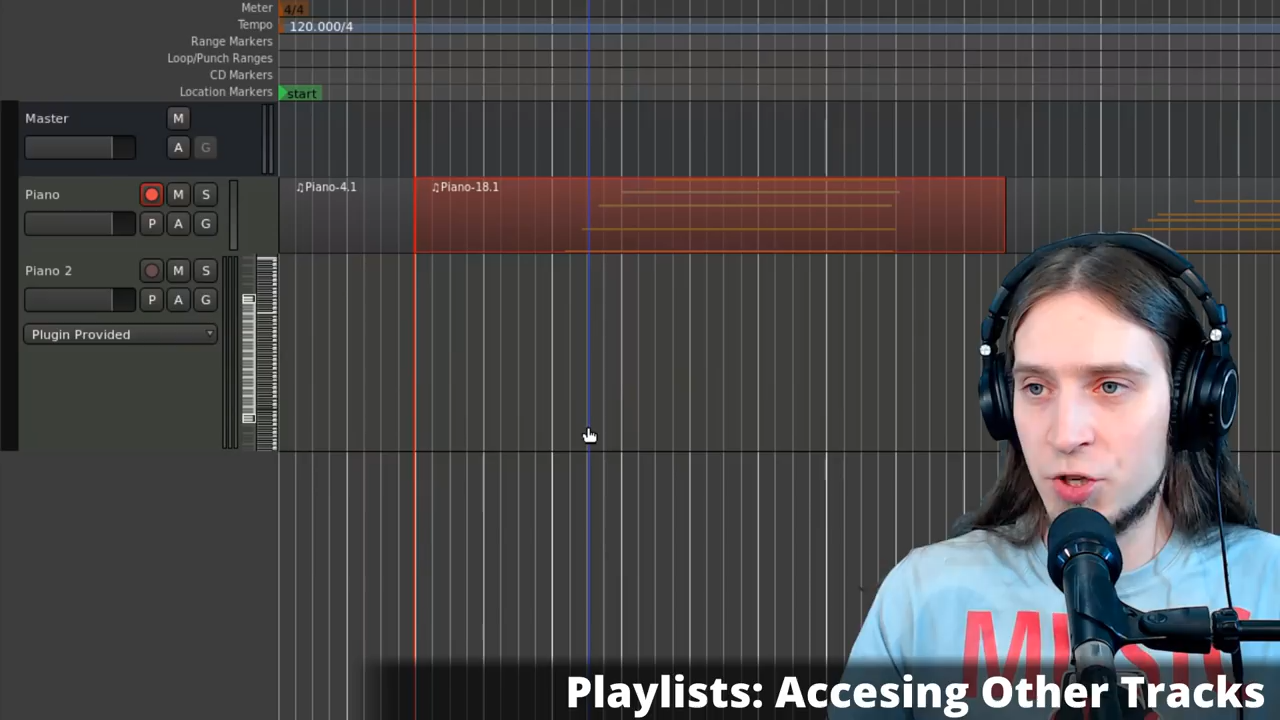 Meter
4/4
Tempo
120.000/4
Range Markers
Loop/Punch Ranges
CD Markers
Location Markers
start
Master
M
A G
Piano
M S
P A G
♫Piano-4.1
♫Piano-18.1
Piano 2
M S
P A G
Plugin Provided
Playlists: Accesing Other Tracks